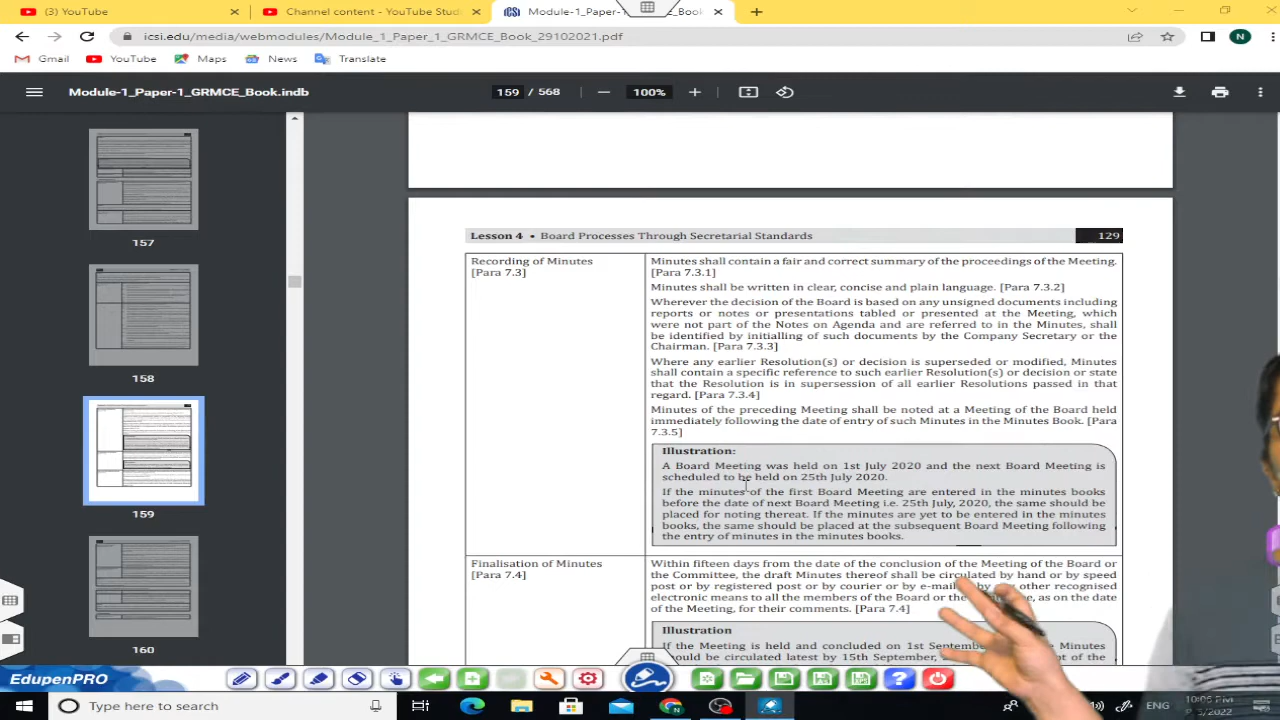 (3) YouTube
Channel content - YouTube Studi
Module-1_Paper-1_GRMCE_Book
icsi.edu/media/webmodules/Module_1_Paper_1_GRMCE_Book_29102021.pdf
N
Gmail
YouTube
Maps
News
Translate
Module-1_Paper-1_GRMCE_Book.indb
159 / 568
100%
157
158
159
160
Lesson 4 • Board Processes Through Secretarial Standards
129
Recording of Minutes
[Para 7.3]
Minutes shall contain a fair and correct summary of the proceedings of the Meeting.
[Para 7.3.1]
Minutes shall be written in clear, concise and plain language. [Para 7.3.2]
Wherever the decision of the Board is based on any unsigned documents including
reports or notes or presentations tabled or presented at the Meeting, which
were not part of the Notes on Agenda and are referred to in the Minutes, shall
be identified by initialling of such documents by the Company Secretary or the
Chairman. [Para 7.3.3]
Where any earlier Resolution(s) or decision is superseded or modified, Minutes
shall contain a specific reference to such earlier Resolution(s) or decision or state
that the Resolution is in supersession of all earlier Resolutions passed in that
regard. [Para 7.3.4]
Minutes of the preceding Meeting shall be noted at a Meeting of the Board held
immediately following the date of entry of such Minutes in the Minutes Book. [Para
7.3.5]
Illustration:
A Board Meeting was held on 1st July 2020 and the next Board Meeting is
scheduled to be held on 25th July 2020.
If the minutes of the first Board Meeting are entered in the minutes books
before the date of next Board Meeting i.e. 25th July, 2020, the same should be
placed for noting thereat. If the minutes are yet to be entered in the minutes
books, the same should be placed at the subsequent Board Meeting following
the entry of minutes in the minutes books.
Finalisation of Minutes
[Para 7.4]
Within fifteen days from the date of the conclusion of the Meeting of the Board or
the Committee, the draft Minutes thereof shall be circulated by hand or by speed
post or by registered post or by courier or by e-mail by other recognised
electronic means to all the members of the Board or the as on the date
of the Meeting, for their comments. [Para 7.4]
Illustration
If the Meeting is held and concluded on 1st Septem Minutes
should be circulated latest by 15th September, pt of the
EdupenPRO
Type here to search
ENG
10:06 PM
2022